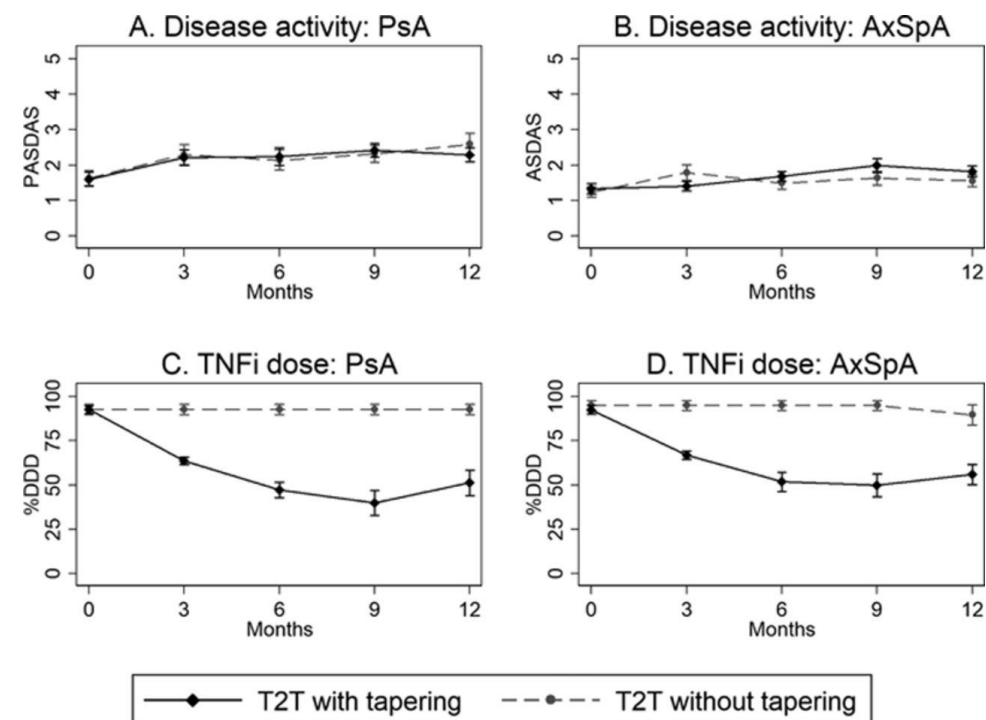 A. Disease activity: PsA
PASDAS
5
4
3
2
1
0
0 3 6 9 12
Months
B. Disease activity: AxSpA
ASDAS
5
4
3
2
1
0
0 3 6 9 12
Months
C. TNFi dose: PsA
%DDD
100
75
50
25
0
0 3 6 9 12
Months
D. TNFi dose: AxSpA
%DDD
100
75
50
25
0
0 3 6 9 12
Months
T2T with tapering
T2T without tapering